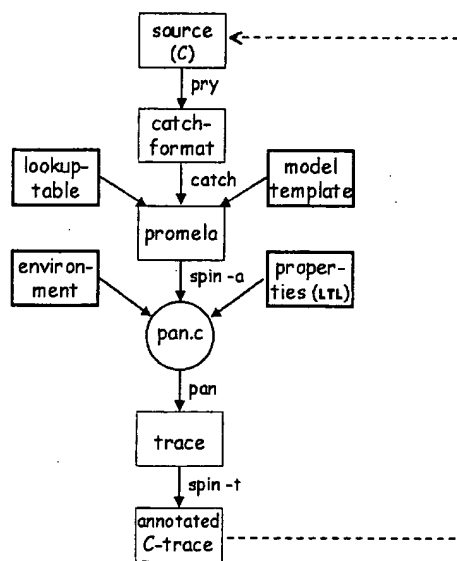 source
(C)
pry
catch-
format
lookup-
table
catch
model
template
promela
environ-
ment
spin -a
proper-
ties (LTL)
pan.c
pan
trace
spin -t
annotated
C-trace